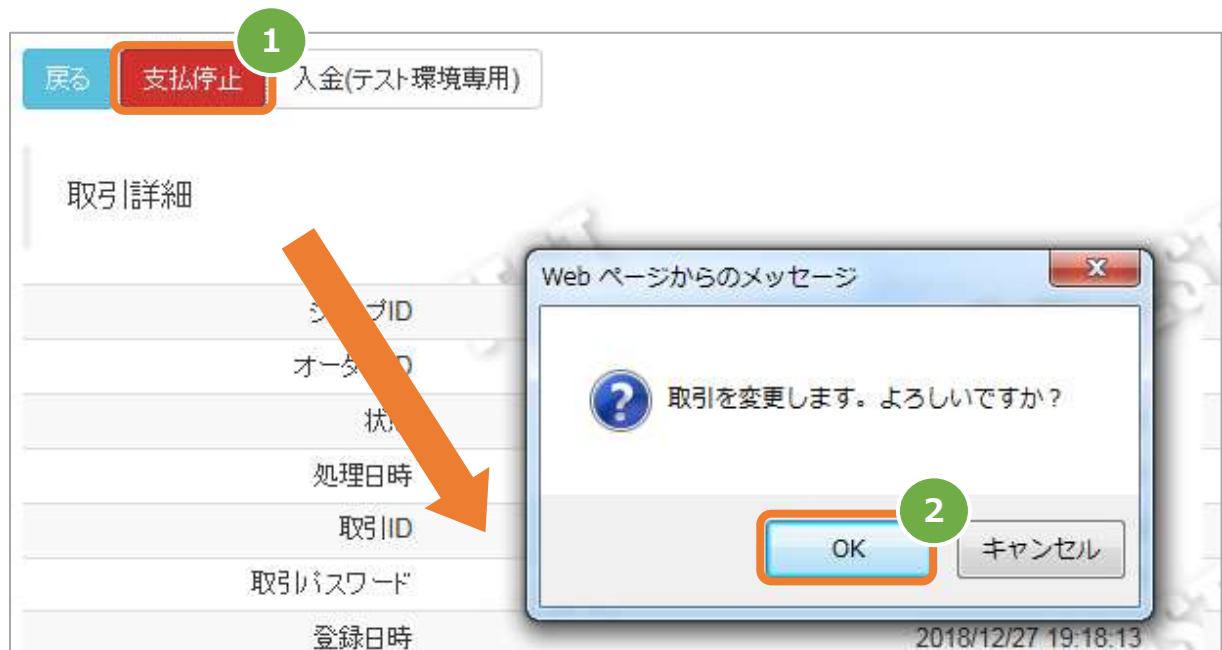 1
戻る 支払停止 入金(テスト環境専用)
取引詳細
Web ページからのメッセージ
取引を変更します。よろしいですか？
2
OK キャンセル
処理日時
取引ID
取引パスワード
登録日時 2018/12/27 19:18:13